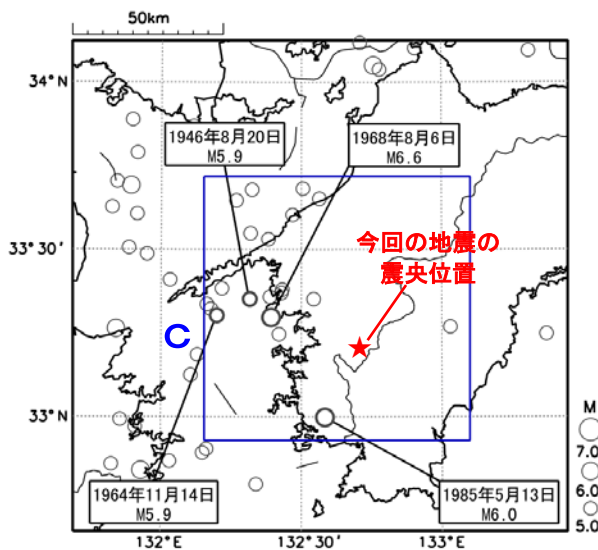 50km
34°N
1946年8月20日
M5.9
1968年8月6日
M6.6
33°30′
今回の地震の
震央位置
C
33°N
M
7.0
6.0
5.0
1964年11月14日
M5.9
1985年5月13日
M6.0
132°E
132°30′
133°E